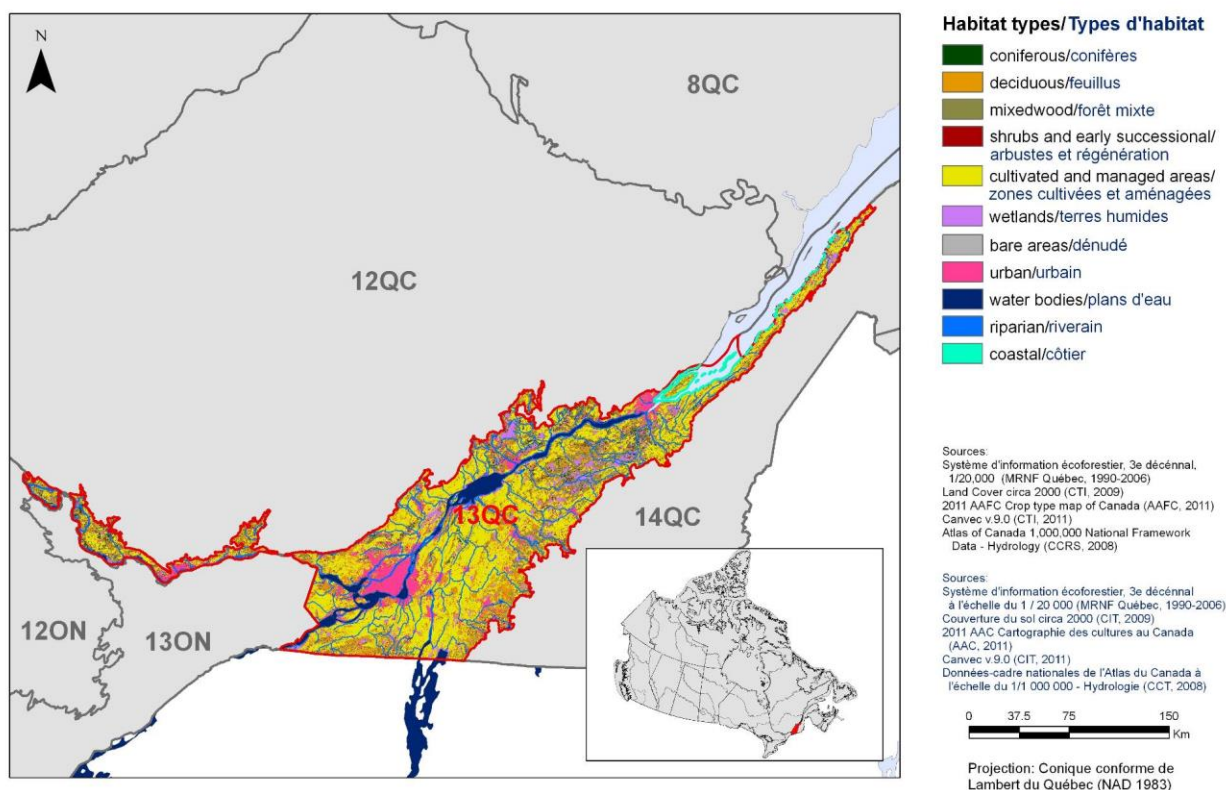 N
8QC
12QC
13QC
14QC
12ON
13ON
Habitat types/Types d'habitat
coniferous/conifères
deciduous/feuillus
mixedwood/forêt mixte
shrubs and early successional/
arbustes et régénération
cultivated and managed areas/
zones cultivées et aménagées
wetlands/terres humides
bare areas/dénudé
urban/urbain
water bodies/plans d'eau
riparian/riverain
coastal/côtier
Sources:
Système d'information écoforestier, 3e décénnal,
1/20,000 (MRNF Québec, 1990-2006)
Land Cover circa 2000 (CTI, 2009)
2011 AAFC Crop type map of Canada (AAFC, 2011)
Canvec v.9.0 (CTI, 2011)
Atlas of Canada 1,000,000 National Framework
Data - Hydrology (CCRS, 2008)
Sources:
Système d'information écoforestier, 3e décénnal
à l'échelle du 1 / 20 000 (MRNF Québec, 1990-2006)
Couverture du sol circa 2000 (CIT, 2009)
2011 AAC Cartographie des cultures au Canada
(AAC, 2011)
Canvec v.9.0 (CIT, 2011)
Données-cadre nationales de l'Atlas du Canada à
l'échelle du 1/1 000 000 - Hydrologie (CCT, 2008)
0 37.5 75 150
Km
Projection: Conique conforme de
Lambert du Québec (NAD 1983)